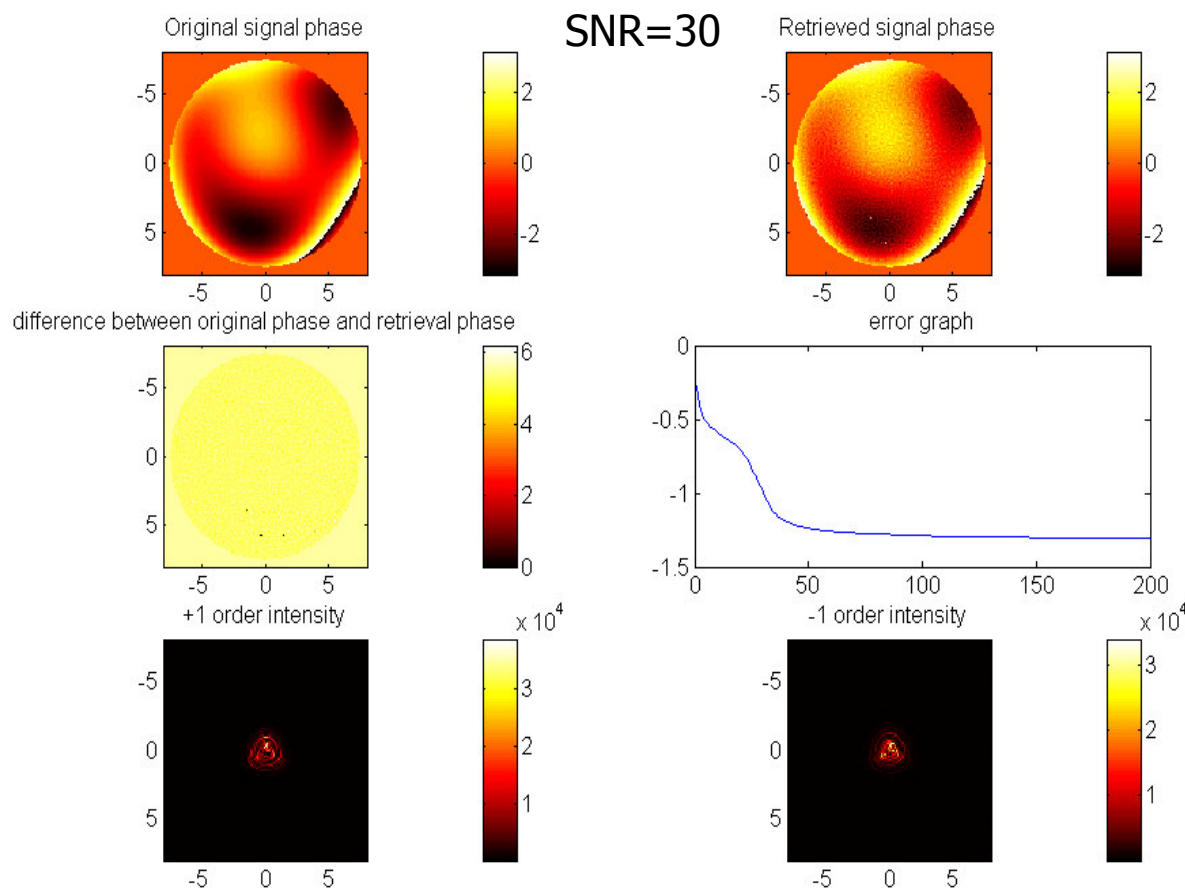 SNR=30
Original signal phase
-5
0
5
-5 0 5
2
0
-2
Retrieved signal phase
-5
0
5
-5 0 5
2
0
-2
difference between original phase and retrieval phase
-5
0
5
-5 0 5
6
4
2
0
error graph
0
-0.5
-1
-1.5
0 50 100 150 200
+1 order intensity
x 10^4
-5
0
5
-5 0 5
3
2
1
-1 order intensity
x 10^4
-5
0
5
-5 0 5
3
2
1